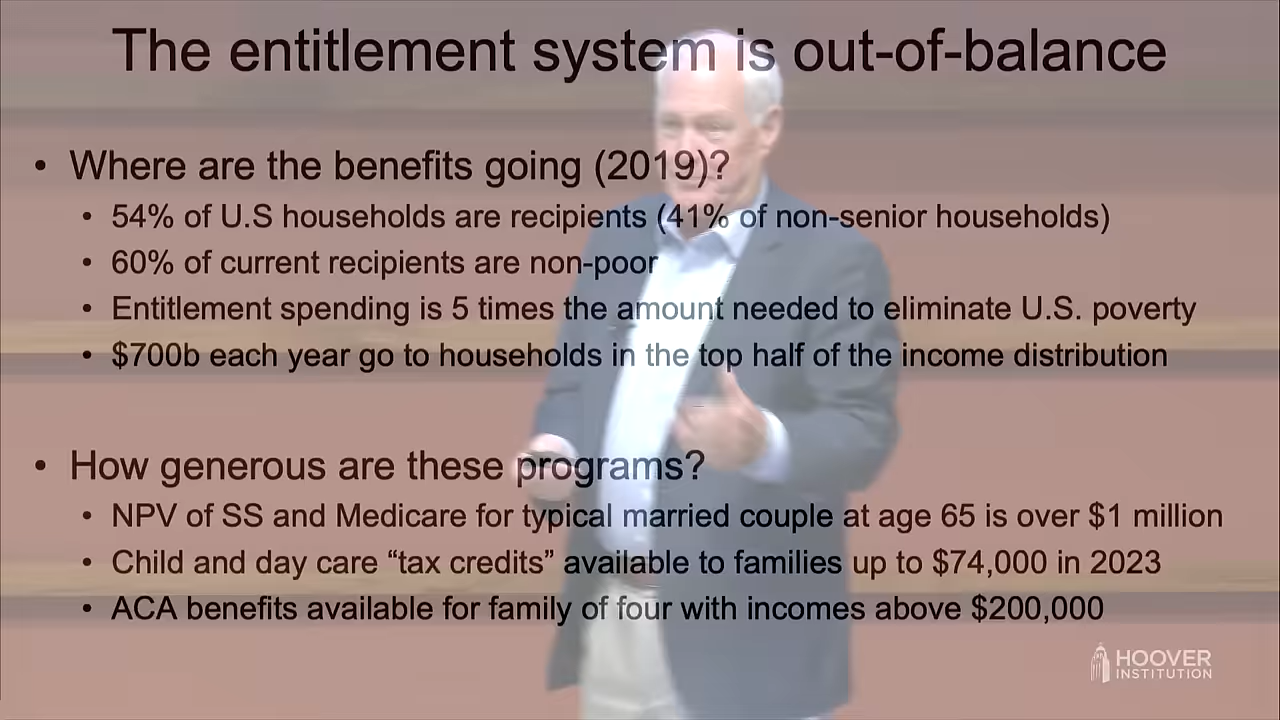 The entitlement system is out-of-balance
• Where are the benefits going (2019)?
• 54% of U.S households are recipients (41% of non-senior households)
• 60% of current recipients are non-poor
• Entitlement spending is 5 times the amount needed to eliminate U.S. poverty
• $700b each year go to households in the top half of the income distribution
• How generous are these programs?
• NPV of SS and Medicare for typical married couple at age 65 is over $1 million
• Child and day care “tax credits” available to families up to $74,000 in 2023
• ACA benefits available for family of four with incomes above $200,000
HOOVER
INSTITUTION